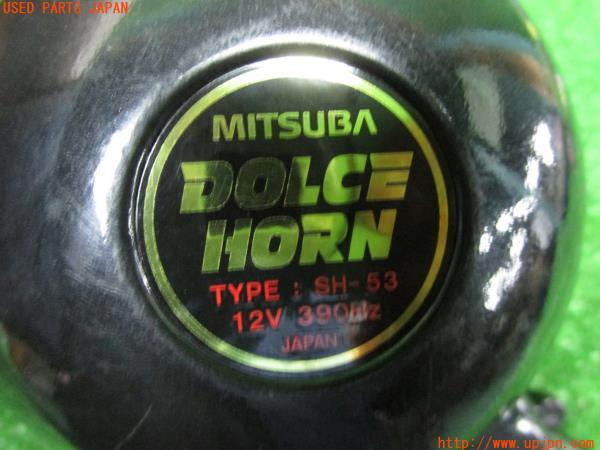 USED PARTS JAPAN
MITSUBA
DOLCE
HORN
TYPE : SH-53
12V 390Hz
JAPAN
http://www.upjpn.com